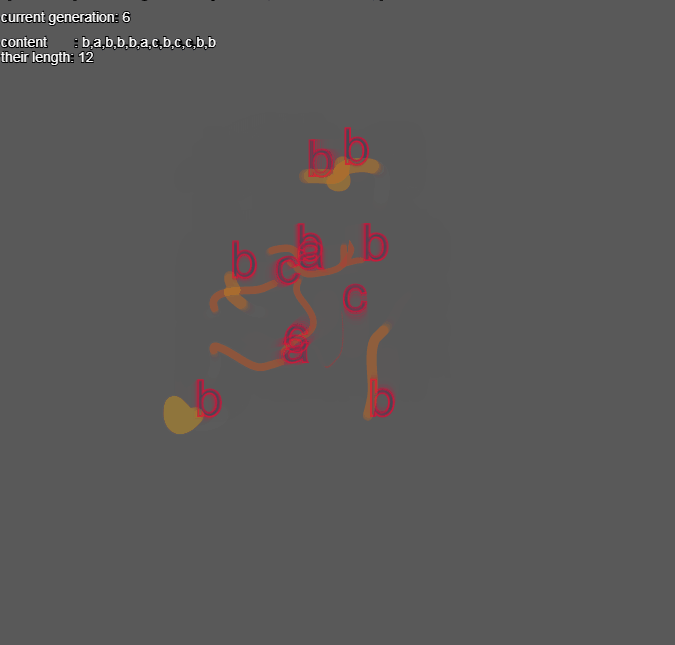 current generation: 6
content : b,a,b,b,b,a,c,b,c,c,b,b
their length: 12
b
b
b
b
a
b
c
c
c
a
b
b